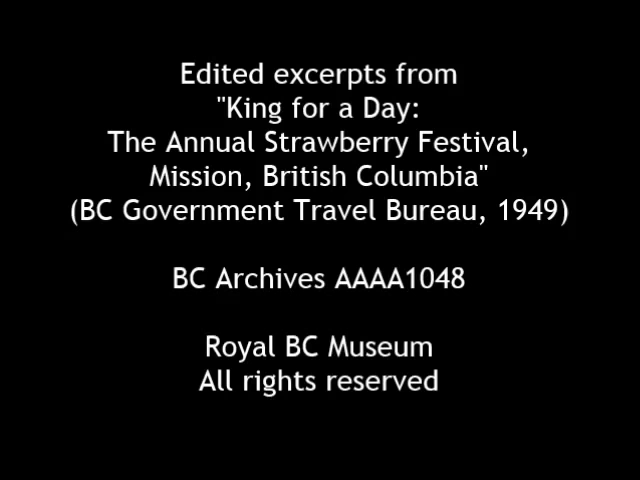 Edited excerpts from
"King for a Day:
The Annual Strawberry Festival,
Mission, British Columbia"
(BC Government Travel Bureau, 1949)
BC Archives AAAA1048
Royal BC Museum
All rights reserved